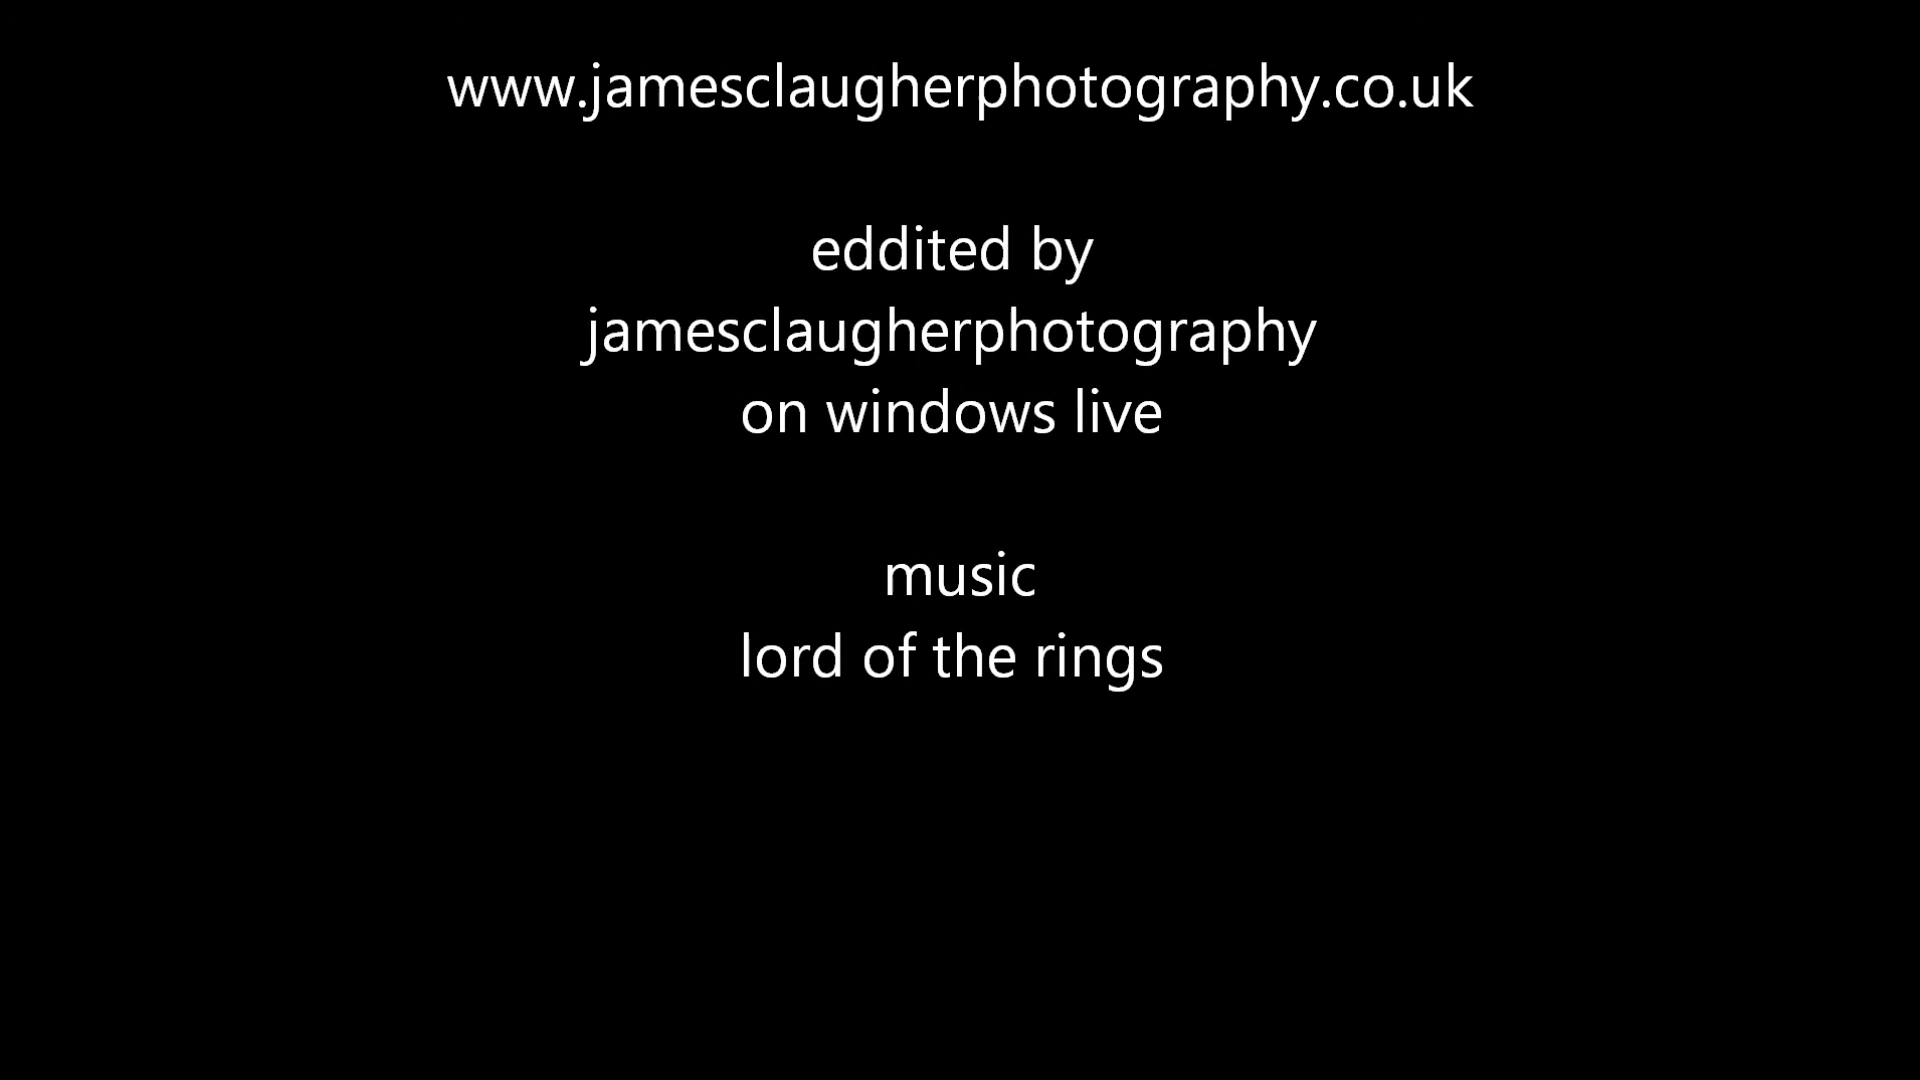 www.jamesclaugherphotography.co.uk
eddited by
jamesclaugherphotography
on windows live
music
lord of the rings